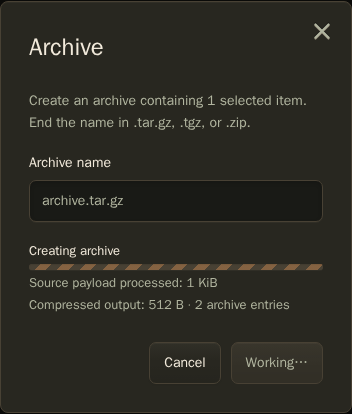 Archive
Create an archive containing 1 selected item.
End the name in .tar.gz, .tgz, or .zip.
Archive name
archive.tar.gz
Creating archive
Source payload processed: 1 KiB
Compressed output: 512 B · 2 archive entries
Cancel
Working···